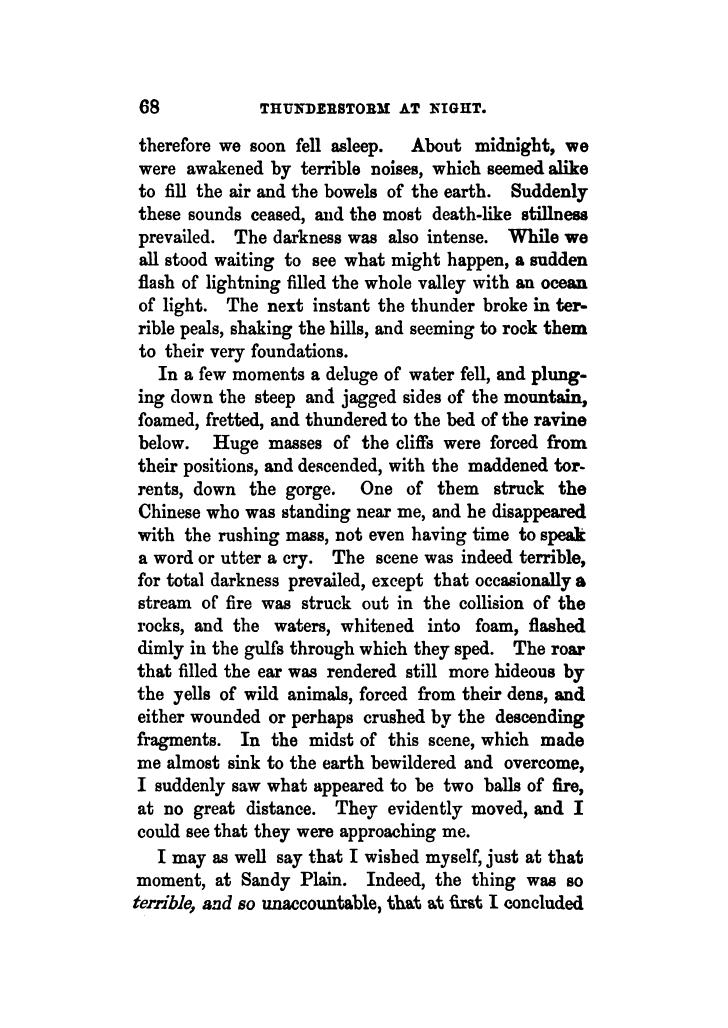 68 THUNDERSTORM AT NIGHT.
therefore we soon fell asleep. About midnight, we
were awakened by terrible noises, which seemed alike
to fill the air and the bowels of the earth. Suddenly
these sounds ceased, and the most death-like stillness
prevailed. The darkness was also intense. While we
all stood waiting to see what might happen, a sudden
flash of lightning filled the whole valley with an ocean
of light. The next instant the thunder broke in ter-
rible peals, shaking the hills, and seeming to rock them
to their very foundations.
In a few moments a deluge of water fell, and plung-
ing down the steep and jagged sides of the mountain,
foamed, fretted, and thundered to the bed of the ravine
below. Huge masses of the cliffs were forced from
their positions, and descended, with the maddened tor-
rents, down the gorge. One of them struck the
Chinese who was standing near me, and he disappeared
with the rushing mass, not even having time to speak
a word or utter a cry. The scene was indeed terrible,
for total darkness prevailed, except that occasionally a
stream of fire was struck out in the collision of the
rocks, and the waters, whitened into foam, flashed
dimly in the gulfs through which they sped. The roar
that filled the ear was rendered still more hideous by
the yells of wild animals, forced from their dens, and
either wounded or perhaps crushed by the descending
fragments. In the midst of this scene, which made
me almost sink to the earth bewildered and overcome,
I suddenly saw what appeared to be two balls of fire,
at no great distance. They evidently moved, and I
could see that they were approaching me.
I may as well say that I wished myself, just at that
moment, at Sandy Plain. Indeed, the thing was so
terrible, and so unaccountable, that at first I concluded